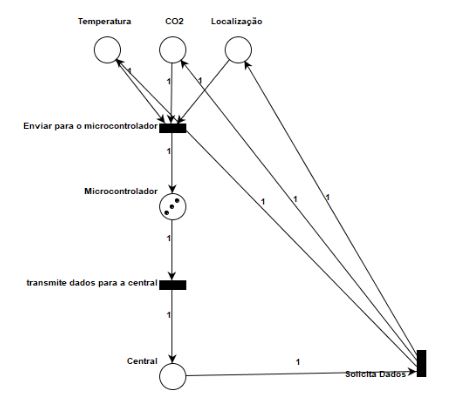 Temperatura CO2 Localização
1
1
1
Enviar para o microcontrolador
1
Microcontrolador
1
1
1
1
transmite dados para a central
1
Central
1
Solicita Dados